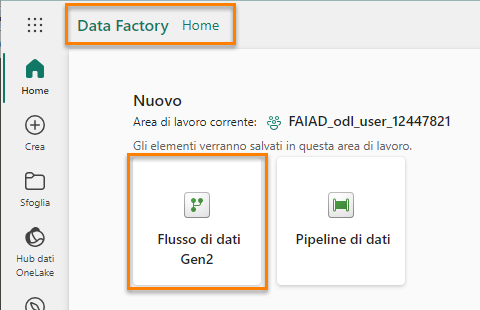 Data Factory Home
Home
Nuovo
Area di lavoro corrente: FAIAD_odl_user_12447821
Gli elementi verranno salvati in questa area di lavoro.
Crea
Sfoglia
Hub dati
OneLake
Flusso di dati
Gen2
Pipeline di dati